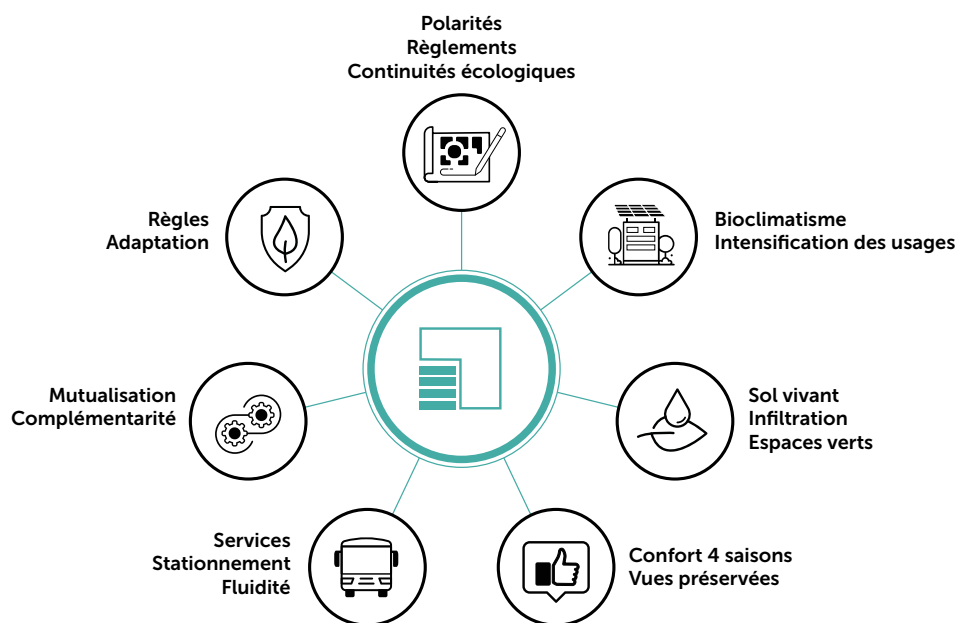 Polarités
Règlements
Continuités écologiques
Règles
Adaptation
Bioclimatisme
Intensification des usages
Mutualisation
Complémentarité
Sol vivant
Infiltration
Espaces verts
Services
Stationnement
Fluidité
Confort 4 saisons
Vues préservées